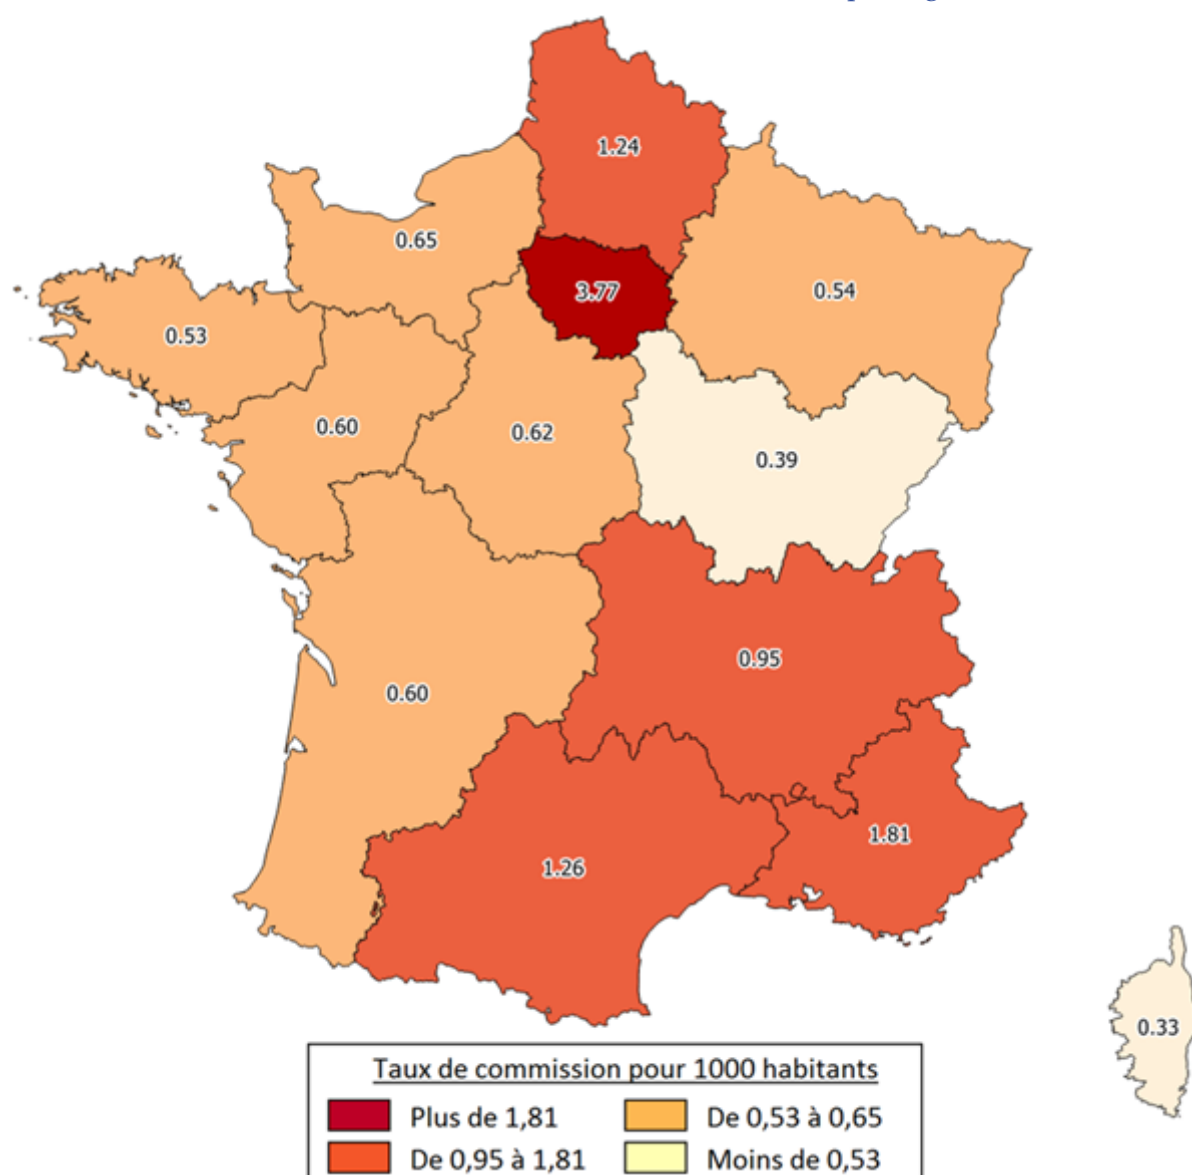 1.24
0.65
3.77
0.54
0.53
0.60
0.62
0.39
0.95
0.60
1.81
1.26
0.33
Taux de commission pour 1000 habitants
Plus de 1,81
De 0,53 à 0,65
De 0,95 à 1,81
Moins de 0,53